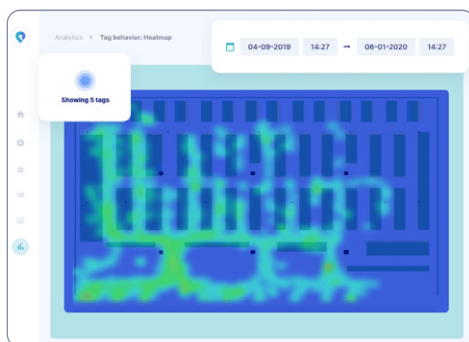 Analytics > Tag behavior: Heatmap
04-09-2019 14:27 → 06-01-2020 14:27
Showing 5 tags